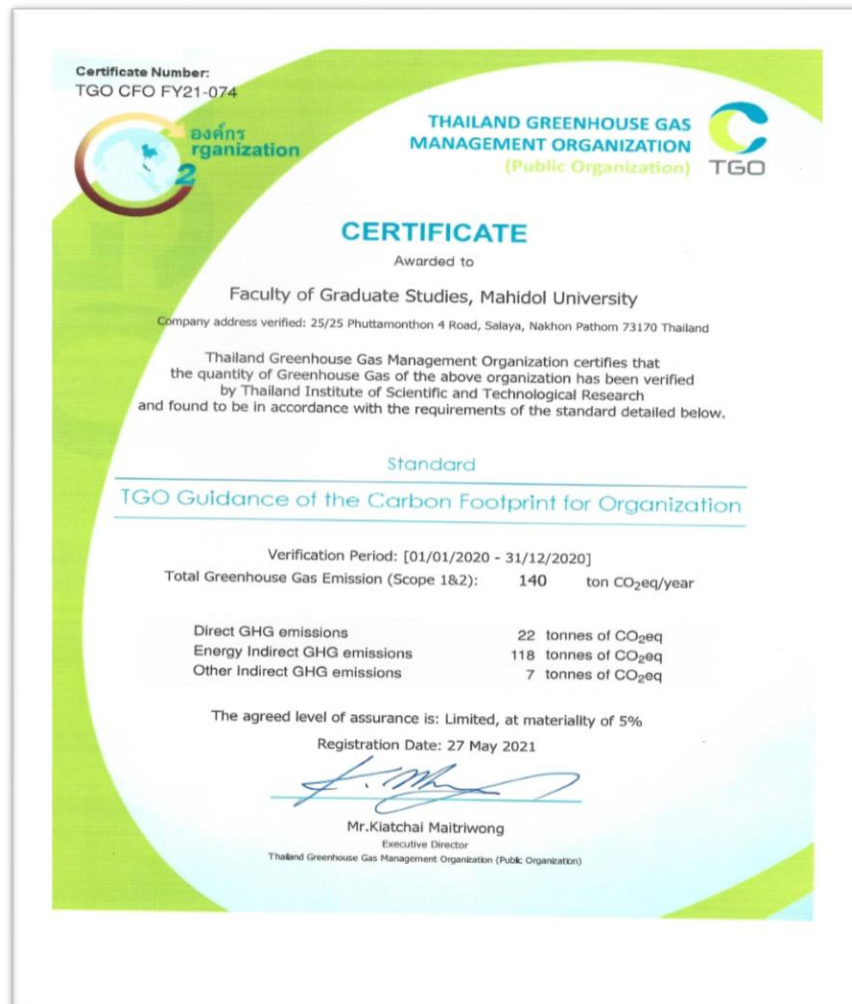 Certificate Number:
TGO CFO FY21-074
องค์กร
rganization
2
THAILAND GREENHOUSE GAS
MANAGEMENT ORGANIZATION
(Public Organization)
TGO
CERTIFICATE
Awarded to
Faculty of Graduate Studies, Mahidol University
Company address verified: 25/25 Phuttamonthon 4 Road, Salaya, Nakhon Pathom 73170 Thailand
Thailand Greenhouse Gas Management Organization certifies that
the quantity of Greenhouse Gas of the above organization has been verified
by Thailand Institute of Scientific and Technological Research
and found to be in accordance with the requirements of the standard detailed below.
Standard
TGO Guidance of the Carbon Footprint for Organization
Verification Period: [01/01/2020 - 31/12/2020]
Total Greenhouse Gas Emission (Scope 1&2): 140 ton CO₂eq/year
Direct GHG emissions 22 tonnes of CO₂eq
Energy Indirect GHG emissions 118 tonnes of CO₂eq
Other Indirect GHG emissions 7 tonnes of CO₂eq
The agreed level of assurance is: Limited, at materiality of 5%
Registration Date: 27 May 2021
Mr.Kiatchai Maitriwong
Executive Director
Thailand Greenhouse Gas Management Organization (Public Organization)